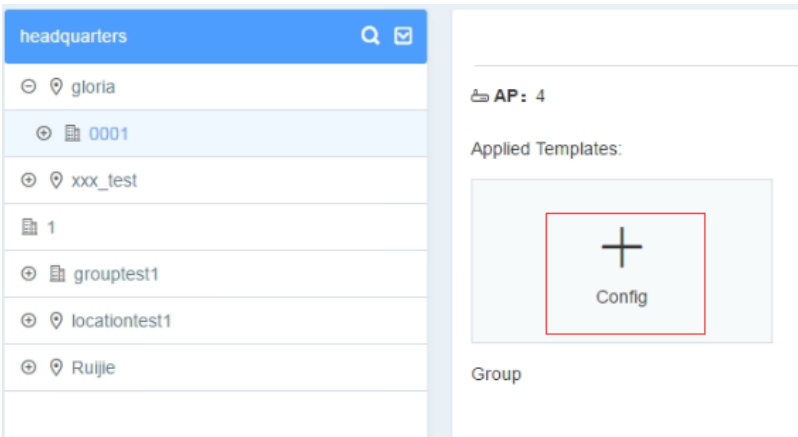 headquarters
gloria
0001
xxx_test
1
grouptest1
locationtest1
Ruijie
AP： 4
Applied Templates:
Config
Group